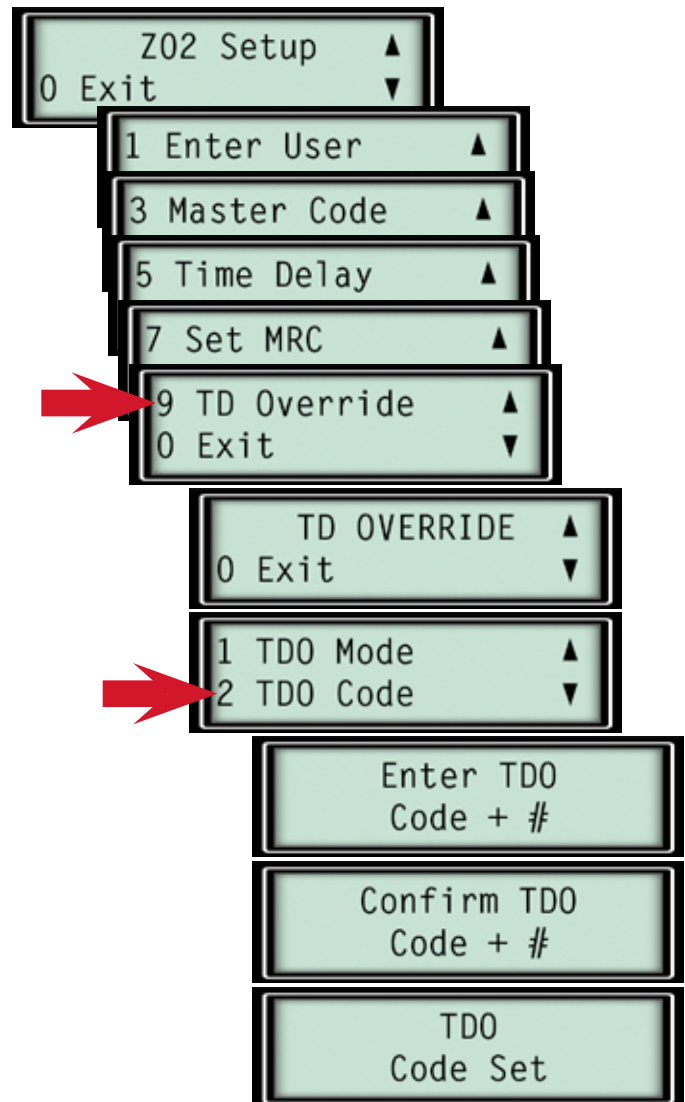 Z02 Setup ▲
0 Exit ▼
1 Enter User ▲
3 Master Code ▲
5 Time Delay ▲
7 Set MRC ▲
9 TD Override ▲
0 Exit ▼
TD OVERRIDE ▲
0 Exit ▼
1 TDO Mode ▲
2 TDO Code ▼
Enter TDO
Code + #
Confirm TDO
Code + #
TDO
Code Set